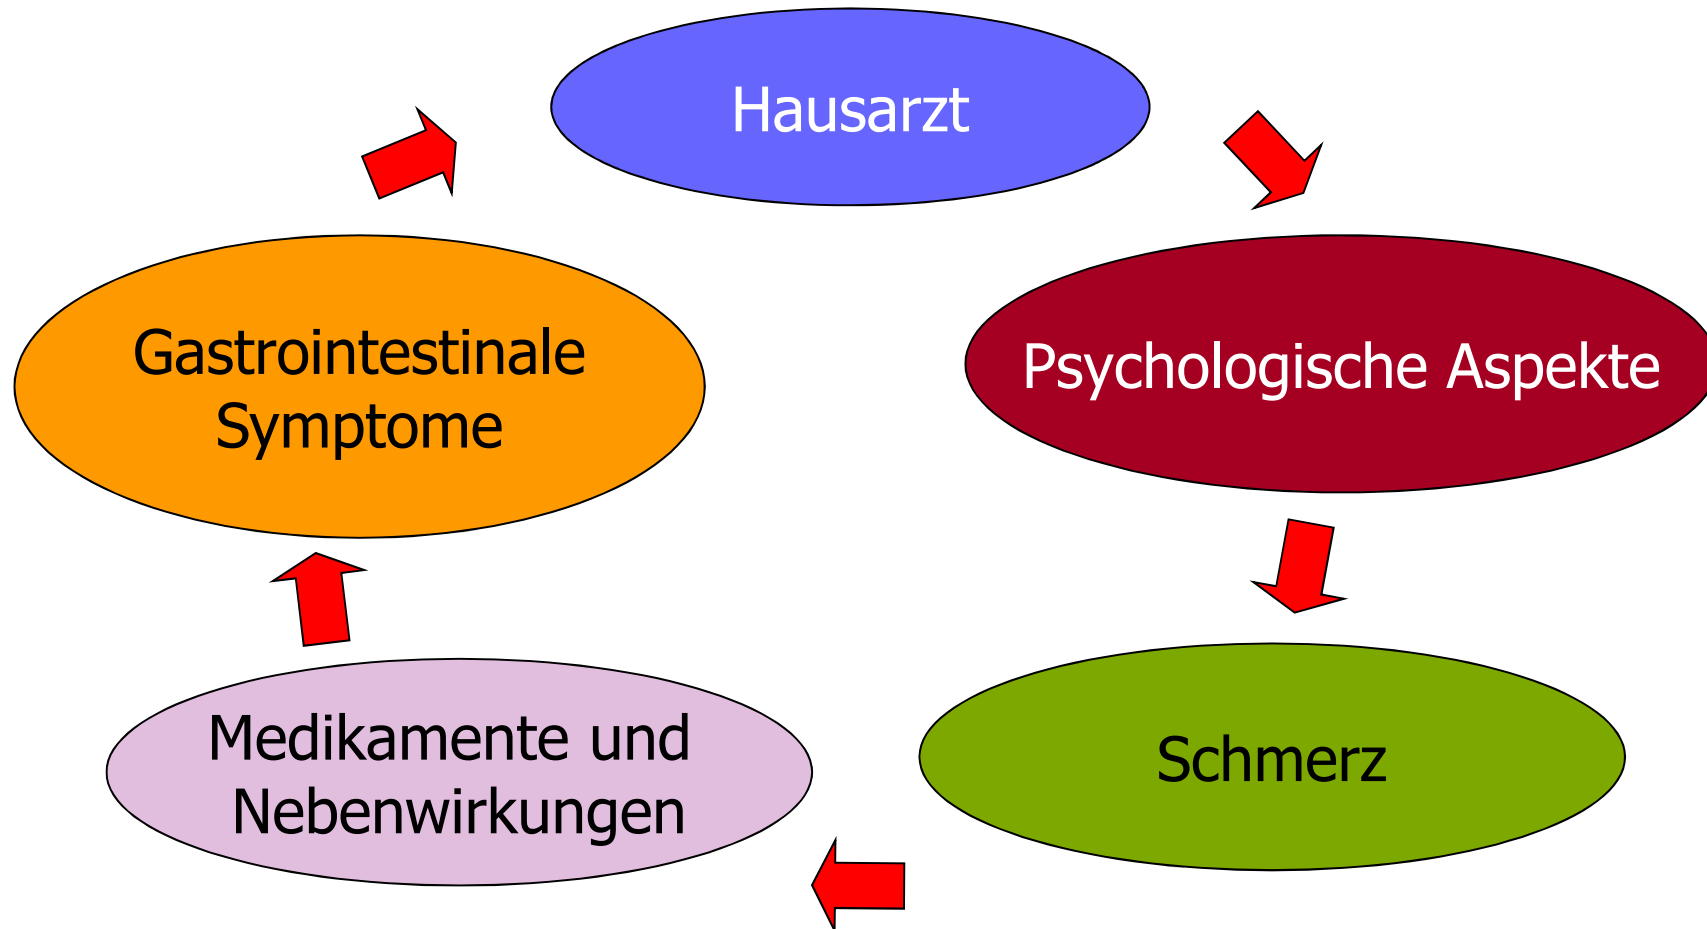 Hausarzt
Psychologische Aspekte
Schmerz
Medikamente und
Nebenwirkungen
Gastrointestinale
Symptome